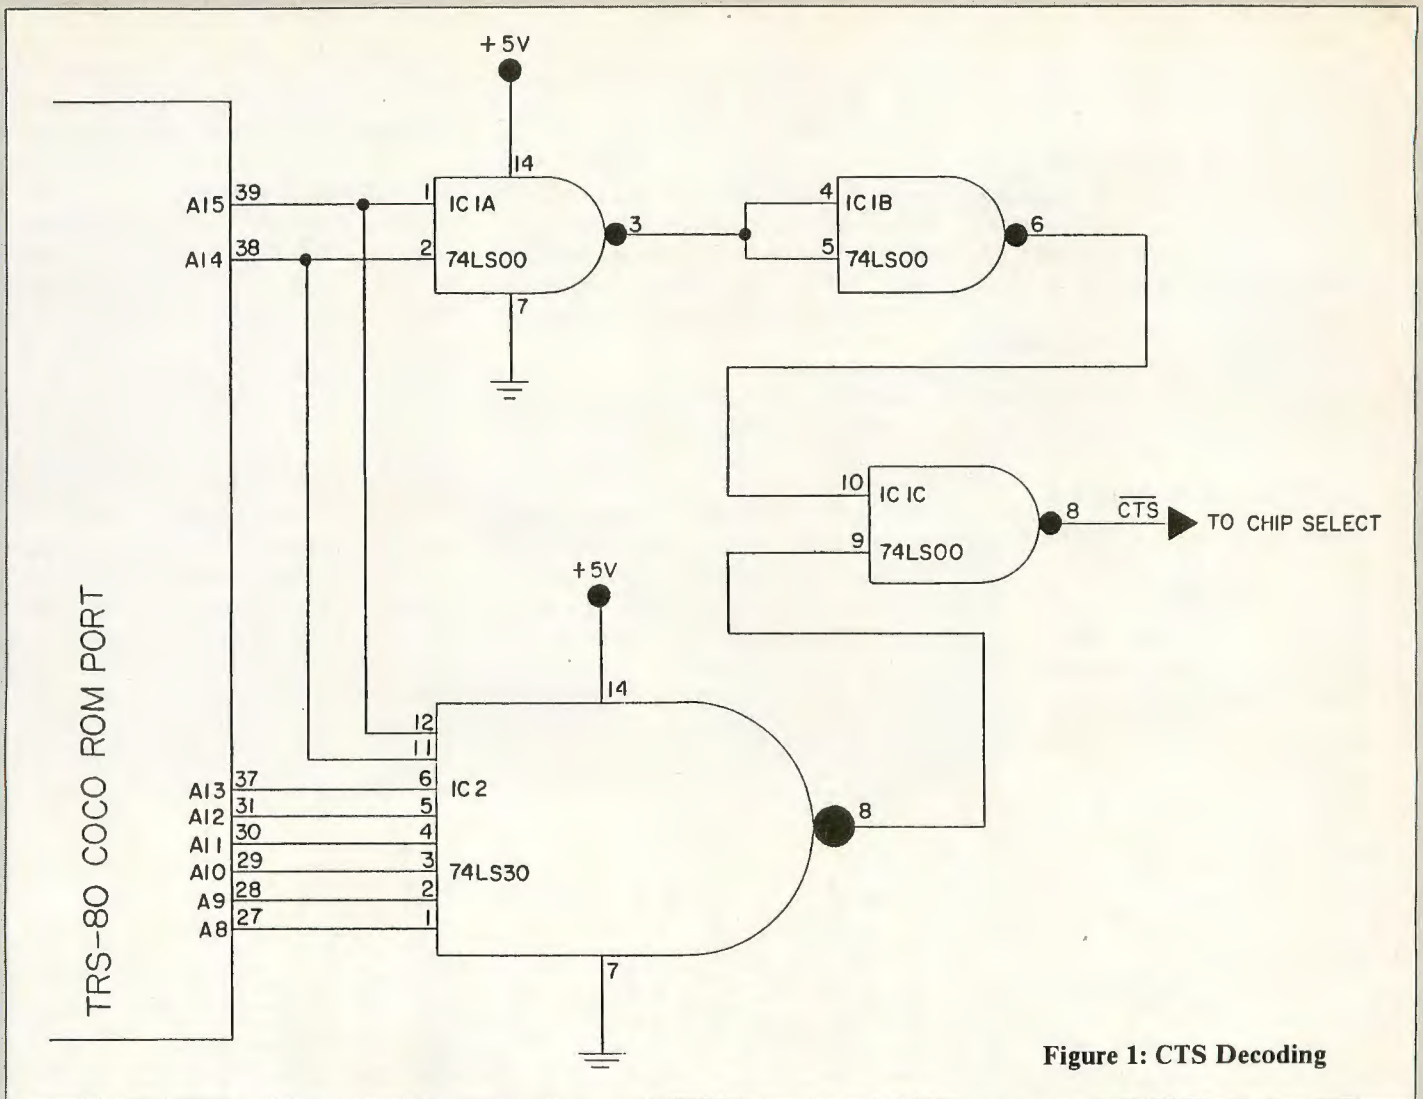 +5V
14
A15 39
1 IC1A
3
4 IC1B
6
A14 38
2 74LS00
5 74LS00
7
10 IC1C
8 CTS TO CHIP SELECT
9 74LS00
+5V
14
TRS-80 COCO ROM PORT
12
11
A13 37 6 IC2
A12 31 5
8
A11 30 4
A10 29 3 74LS30
A9 28 2
A8 27 1
7
Figure 1: CTS Decoding